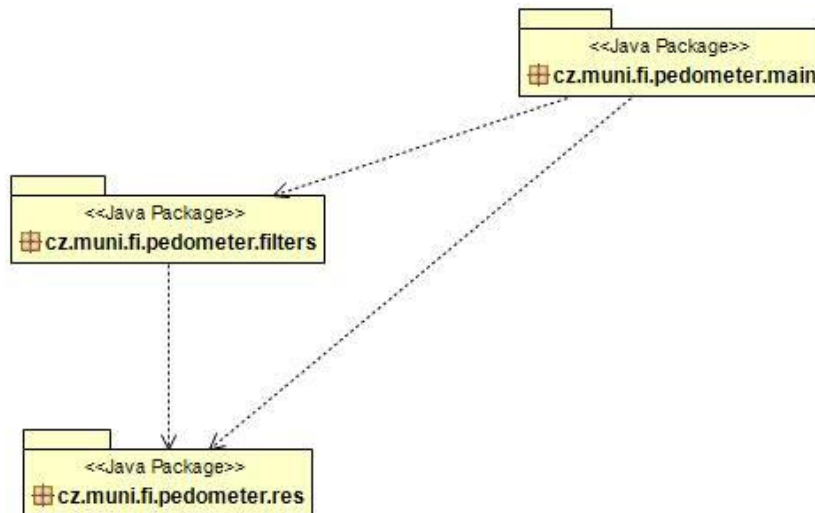 <<Java Package>>
cz.muni.fi.pedometer.main
<<Java Package>>
cz.muni.fi.pedometer.filters
<<Java Package>>
cz.muni.fi.pedometer.res